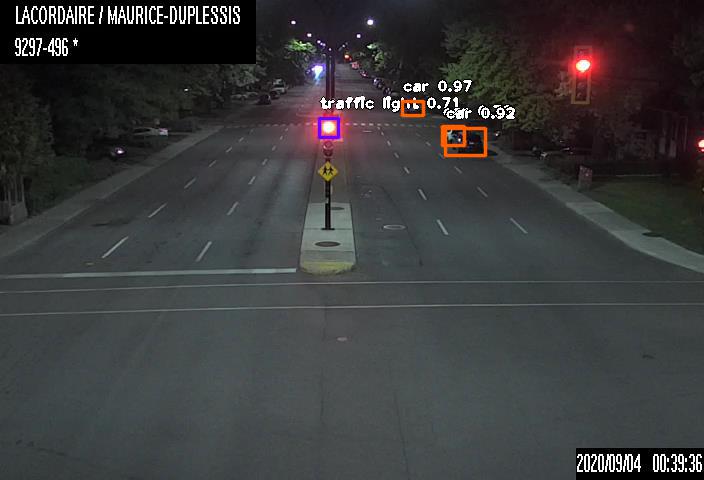 LACORDAIRE / MAURICE-DUPLESSIS
9297-496 *
car 0.97
traffic light 0.71
car 0.92
2020/09/04 00:39:36